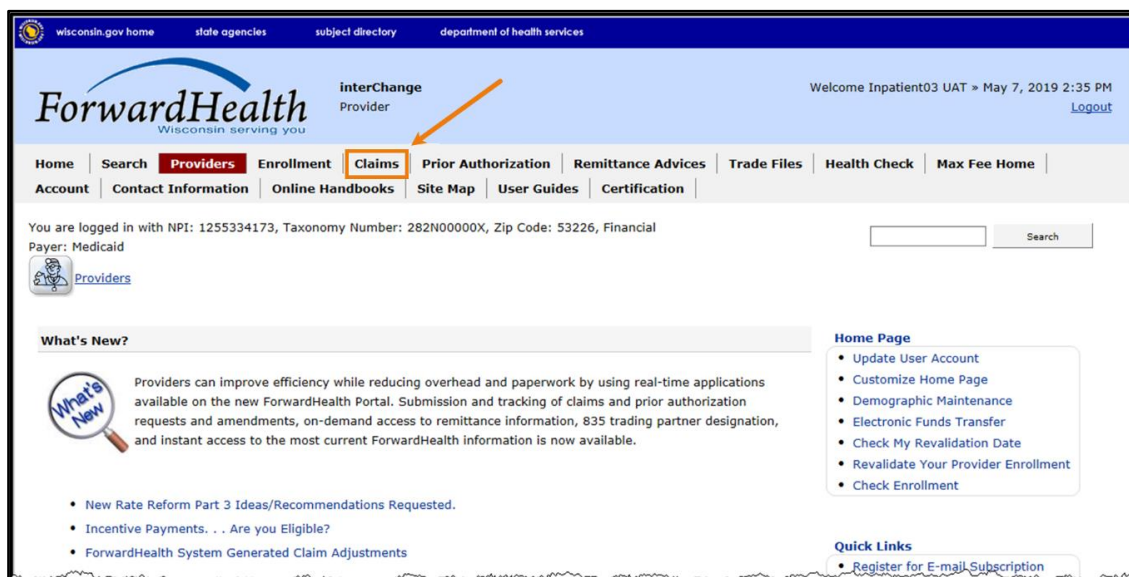 wisconsin.gov home state agencies subject directory department of health services
ForwardHealth
Wisconsin serving you
interChange
Provider
Welcome Inpatient03 UAT » May 7, 2019 2:35 PM
Logout
Home Search Providers Enrollment Claims Prior Authorization Remittance Advices Trade Files Health Check Max Fee Home
Account Contact Information Online Handbooks Site Map User Guides Certification
You are logged in with NPI: 1255334173, Taxonomy Number: 282N00000X, Zip Code: 53226, Financial
Payer: Medicaid
Search
Providers
What's New?
What's
New
Providers can improve efficiency while reducing overhead and paperwork by using real-time applications
available on the new ForwardHealth Portal. Submission and tracking of claims and prior authorization
requests and amendments, on-demand access to remittance information, 835 trading partner designation,
and instant access to the most current ForwardHealth information is now available.
• New Rate Reform Part 3 Ideas/Recommendations Requested.
• Incentive Payments. . . Are you Eligible?
• ForwardHealth System Generated Claim Adjustments
Home Page
• Update User Account
• Customize Home Page
• Demographic Maintenance
• Electronic Funds Transfer
• Check My Revalidation Date
• Revalidate Your Provider Enrollment
• Check Enrollment
Quick Links
• Register for E-mail Subscription